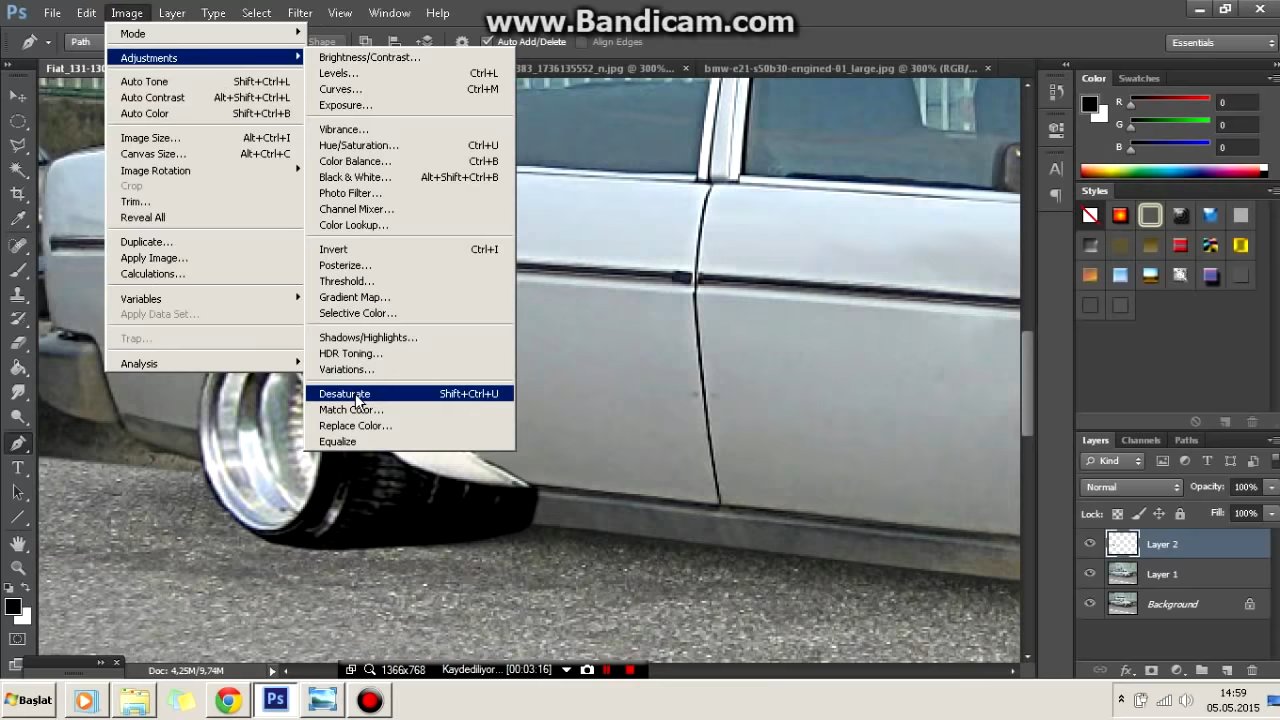 www.Bandicam.com
Ps File Edit Image Layer Type Select Filter View Window Help
Path Shape Auto Add/Delete Align Edges Essentials
383_1736135552_n.jpg @ 300%... × bmw-e21-s50b30-engined-01_large.jpg @ 300% (RGB/... ×
Mode
Adjustments
Auto Tone Shift+Ctrl+L
Auto Contrast Alt+Shift+Ctrl+L
Auto Color Shift+Ctrl+B
Image Size... Alt+Ctrl+I
Canvas Size... Alt+Ctrl+C
Image Rotation
Crop
Trim...
Reveal All
Duplicate...
Apply Image...
Calculations...
Variables
Apply Data Set...
Trap...
Analysis
Brightness/Contrast...
Levels... Ctrl+L
Curves... Ctrl+M
Exposure...
Vibrance...
Hue/Saturation... Ctrl+U
Color Balance... Ctrl+B
Black & White... Alt+Shift+Ctrl+B
Photo Filter...
Channel Mixer...
Color Lookup...
Invert Ctrl+I
Posterize...
Threshold...
Gradient Map...
Selective Color...
Shadows/Highlights...
HDR Toning...
Variations...
Desaturate Shift+Ctrl+U
Match Color...
Replace Color...
Equalize
Color Swatches
R 0
G 0
B 0
Styles
Layers Channels Paths
Kind
Normal Opacity: 100%
Lock: Fill: 100%
Layer 2
Layer 1
Background
Doc: 4,25M/9,74M
1366x768 Kaydediliyor... [00:03:16]
Başlat
Ps
14:59
05.05.2015